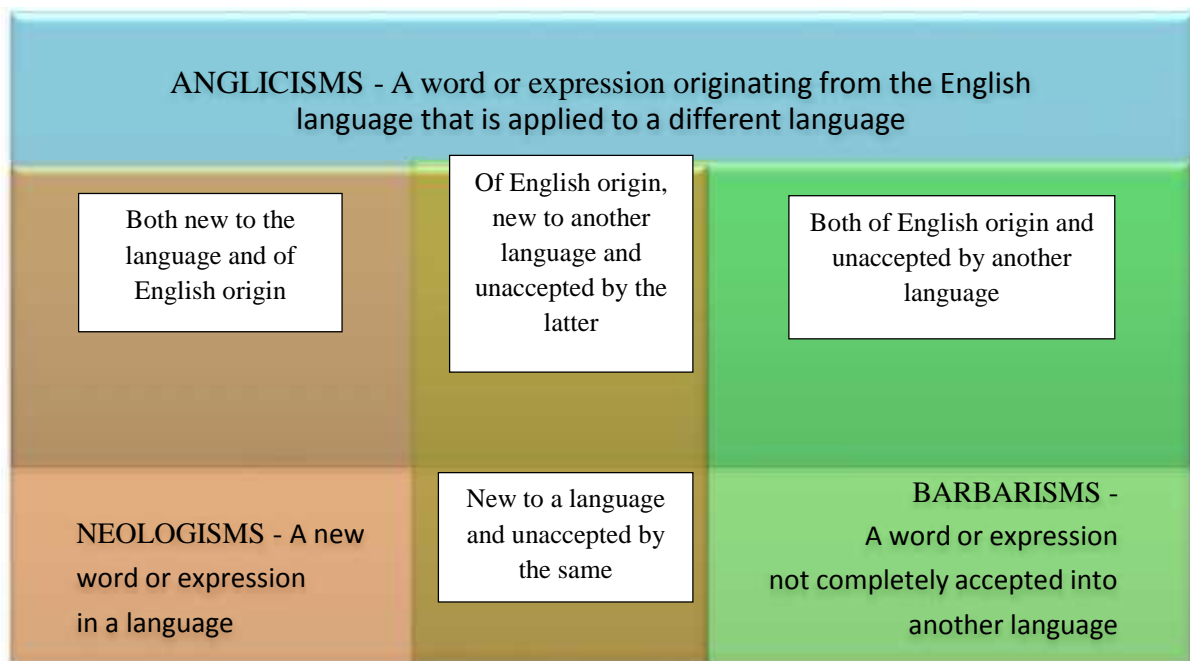 ANGLICISMS - A word or expression originating from the English
language that is applied to a different language
Both new to the
language and of
English origin
Of English origin,
new to another
language and
unaccepted by the
latter
Both of English origin and
unaccepted by another
language
NEOLOGISMS - A new
word or expression
in a language
New to a language
and unaccepted by
the same
BARBARISMS -
A word or expression
not completely accepted into
another language